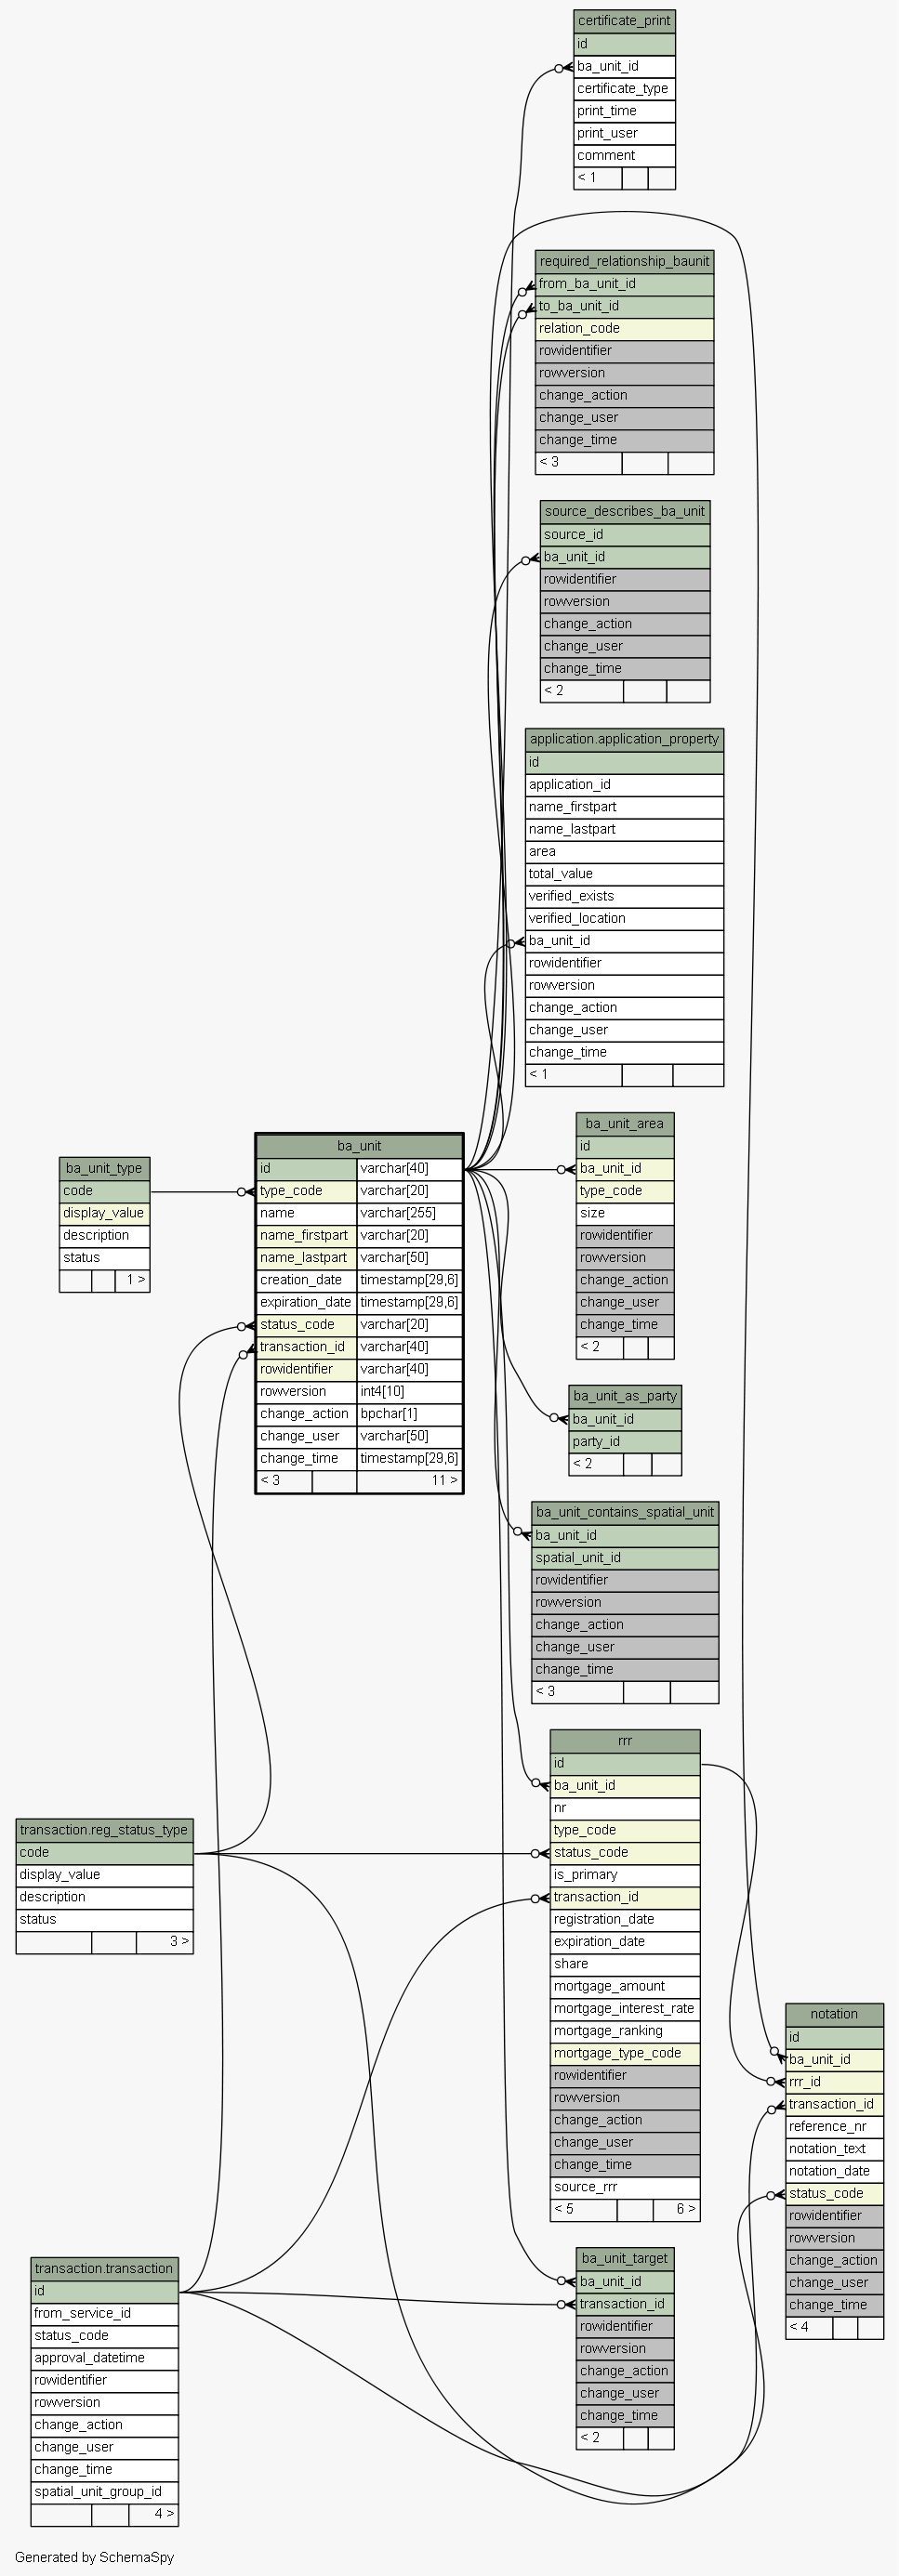 certificate_print
id
ba_unit_id
certificate_type
print_time
print_user
comment
< 1
required_relationship_baunit
from_ba_unit_id
to_ba_unit_id
relation_code
rowidentifier
rowversion
change_action
change_user
change_time
< 3
source_describes_ba_unit
source_id
ba_unit_id
rowidentifier
rowversion
change_action
change_user
change_time
< 2
application.application_property
id
application_id
name_firstpart
name_lastpart
area
total_value
verified_exists
verified_location
ba_unit_id
rowidentifier
rowversion
change_action
change_user
change_time
< 1
ba_unit_type
code
display_value
description
status
1 >
ba_unit
id varchar[40]
type_code varchar[20]
name varchar[255]
name_firstpart varchar[20]
name_lastpart varchar[50]
creation_date timestamp[29,6]
expiration_date timestamp[29,6]
status_code varchar[20]
transaction_id varchar[40]
rowidentifier varchar[40]
rowversion int4[10]
change_action bpchar[1]
change_user varchar[50]
change_time timestamp[29,6]
< 3 11 >
ba_unit_area
id
ba_unit_id
type_code
size
rowidentifier
rowversion
change_action
change_user
change_time
< 2
ba_unit_as_party
ba_unit_id
party_id
< 2
ba_unit_contains_spatial_unit
ba_unit_id
spatial_unit_id
rowidentifier
rowversion
change_action
change_user
change_time
< 3
rrr
id
ba_unit_id
nr
type_code
status_code
is_primary
transaction_id
registration_date
expiration_date
share
mortgage_amount
mortgage_interest_rate
mortgage_ranking
mortgage_type_code
rowidentifier
rowversion
change_action
change_user
change_time
source_rrr
< 5 6 >
transaction.reg_status_type
code
display_value
description
status
3 >
notation
id
ba_unit_id
rrr_id
transaction_id
reference_nr
notation_text
notation_date
status_code
rowidentifier
rowversion
change_action
change_user
change_time
< 4
ba_unit_target
ba_unit_id
transaction_id
rowidentifier
rowversion
change_action
change_user
change_time
< 2
transaction.transaction
id
from_service_id
status_code
approval_datetime
rowidentifier
rowversion
change_action
change_user
change_time
spatial_unit_group_id
4 >
Generated by SchemaSpy